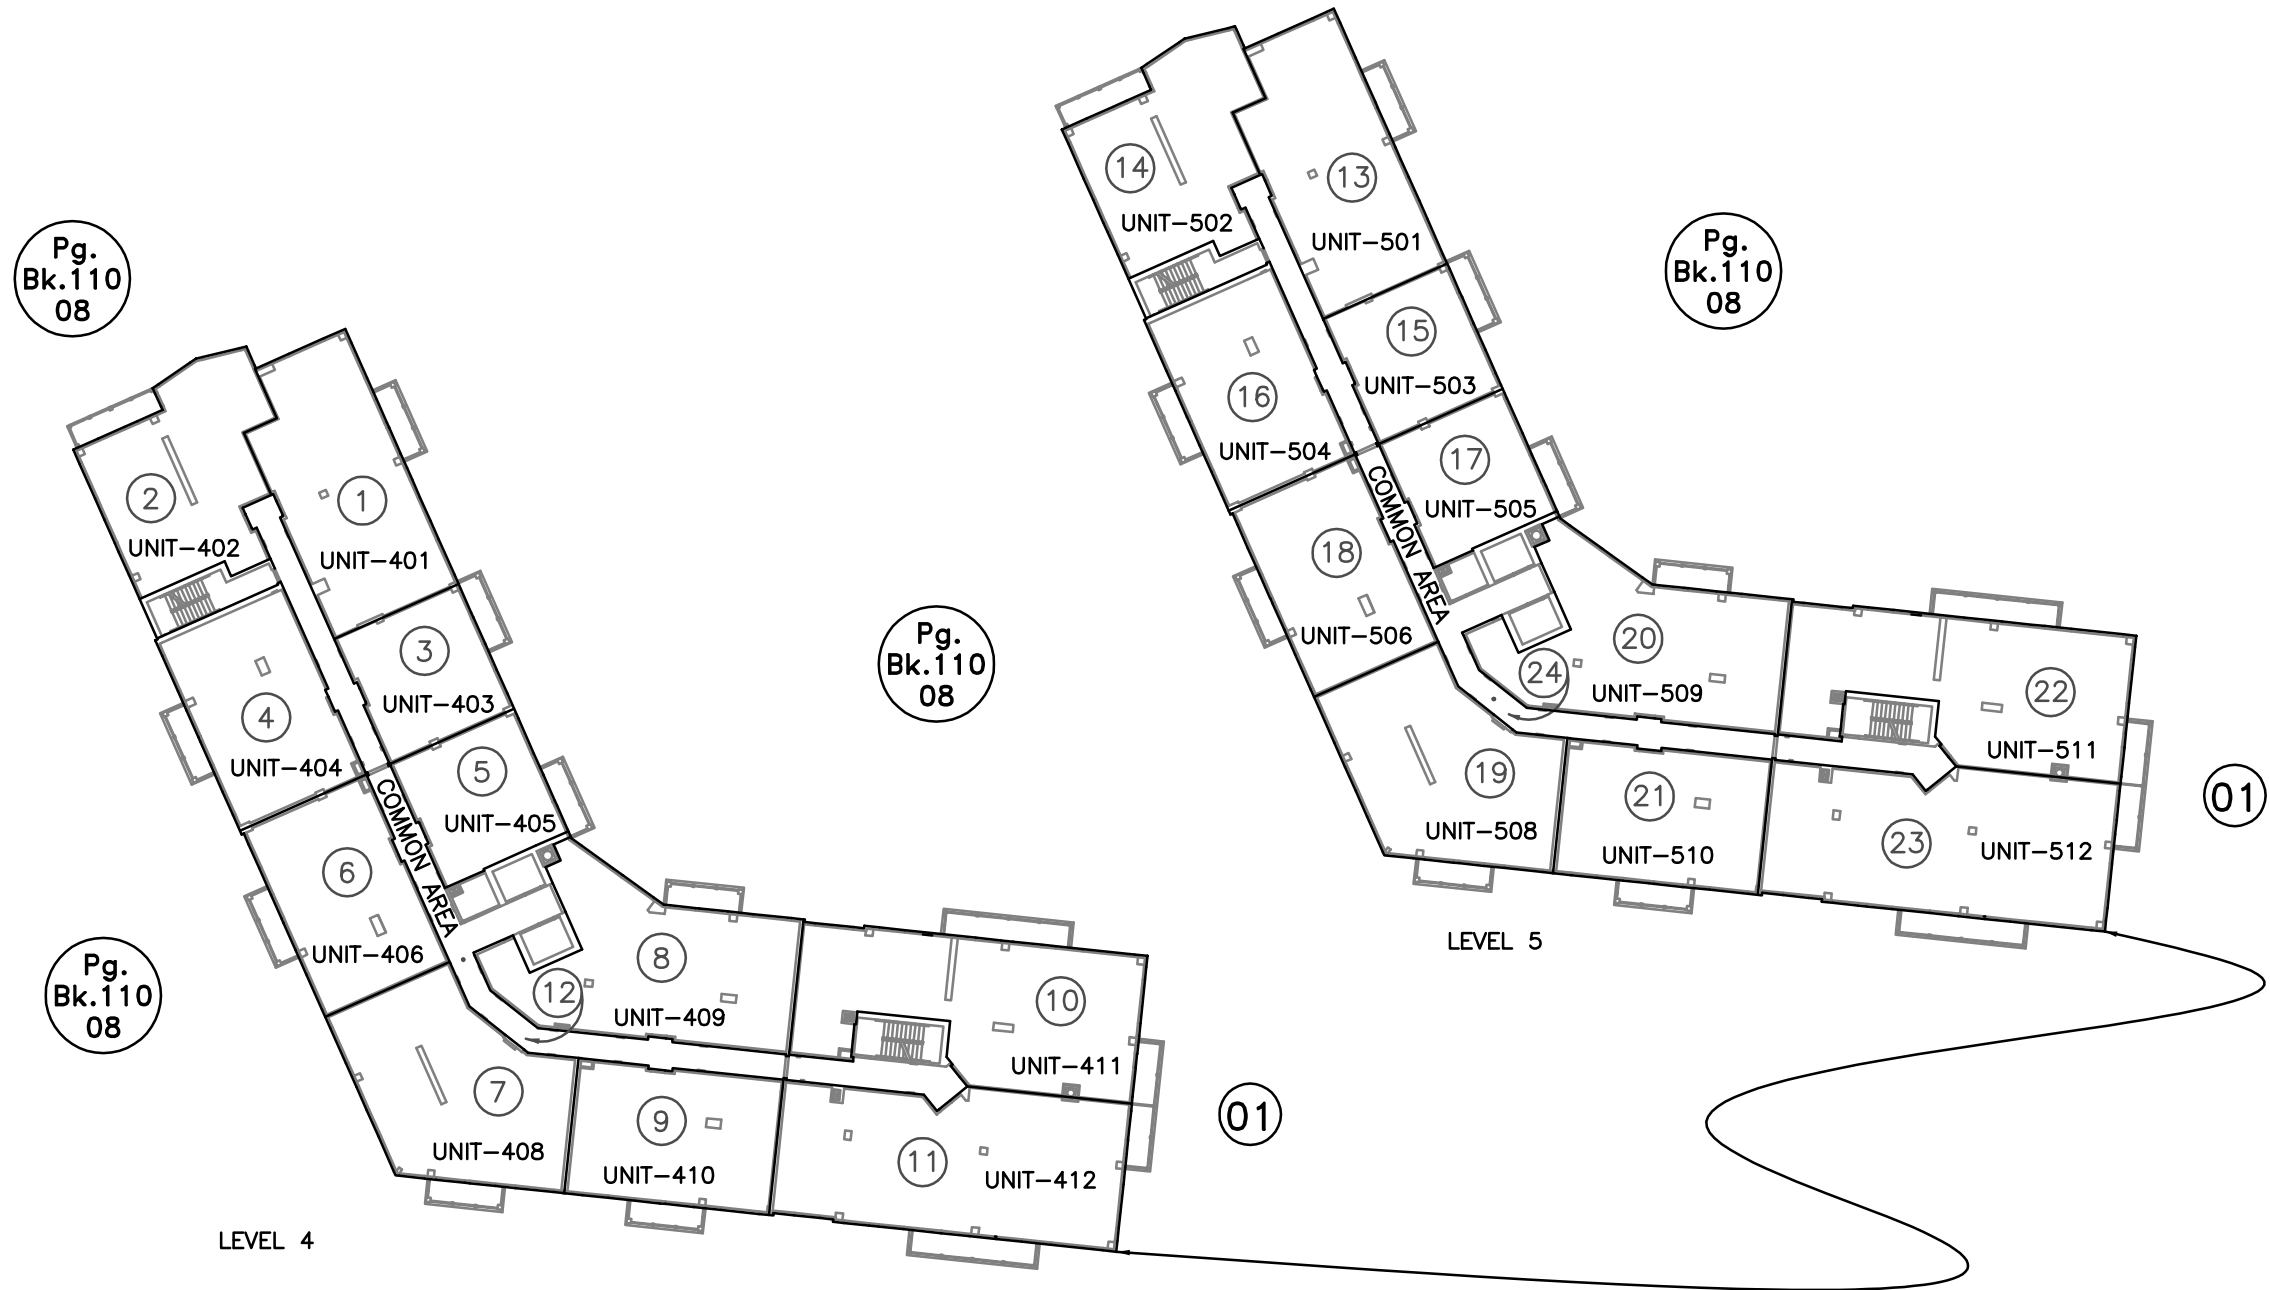 Pg.
Bk.110
08
2
1
UNIT-402
UNIT-401
3
UNIT-403
4
UNIT-404
5
UNIT-405
COMMON AREA
6
UNIT-406
8
12
UNIT-409
10
UNIT-411
7
UNIT-408
9
UNIT-410
11
UNIT-412
01
LEVEL 4
Pg.
Bk.110
08
Pg.
Bk.110
08
14
13
UNIT-502
UNIT-501
15
UNIT-503
16
UNIT-504
17
UNIT-505
COMMON AREA
18
UNIT-506
20
24
UNIT-509
22
UNIT-511
19
UNIT-508
21
UNIT-510
23
UNIT-512
01
LEVEL 5
Pg.
Bk.110
08